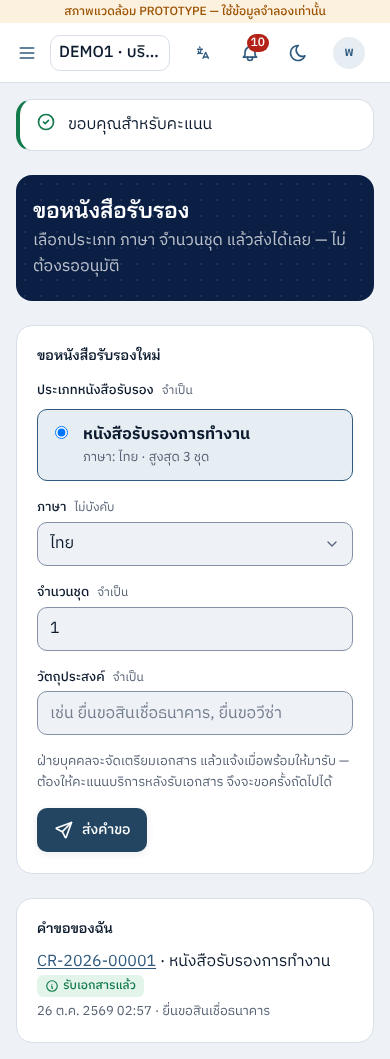 สภาพแวดล้อม PROTOTYPE — ใช้ข้อมูลจำลองเท่านั้น
DEMO1 · บริ...
10
พ
ขอบคุณสำหรับคะแนน
ขอหนังสือรับรอง
เลือกประเภท ภาษา จำนวนชุด แล้วส่งได้เลย — ไม่
ต้องรออนุมัติ
ขอหนังสือรับรองใหม่
ประเภทหนังสือรับรอง จำเป็น
หนังสือรับรองการทำงาน
ภาษา: ไทย · สูงสุด 3 ชุด
ภาษา ไม่บังคับ
ไทย
จำนวนชุด จำเป็น
1
วัตถุประสงค์ จำเป็น
เช่น ยื่นขอสินเชื่อธนาคาร, ยื่นขอวีซ่า
ฝ่ายบุคคลจะจัดเตรียมเอกสาร แล้วแจ้งเมื่อพร้อมให้มารับ —
ต้องให้คะแนนบริการหลังรับเอกสาร จึงจะขอครั้งถัดไปได้
ส่งคำขอ
คำขอของฉัน
CR-2026-00001 · หนังสือรับรองการทำงาน
รับเอกสารแล้ว
26 ต.ค. 2569 02:57 · ยื่นขอสินเชื่อธนาคาร